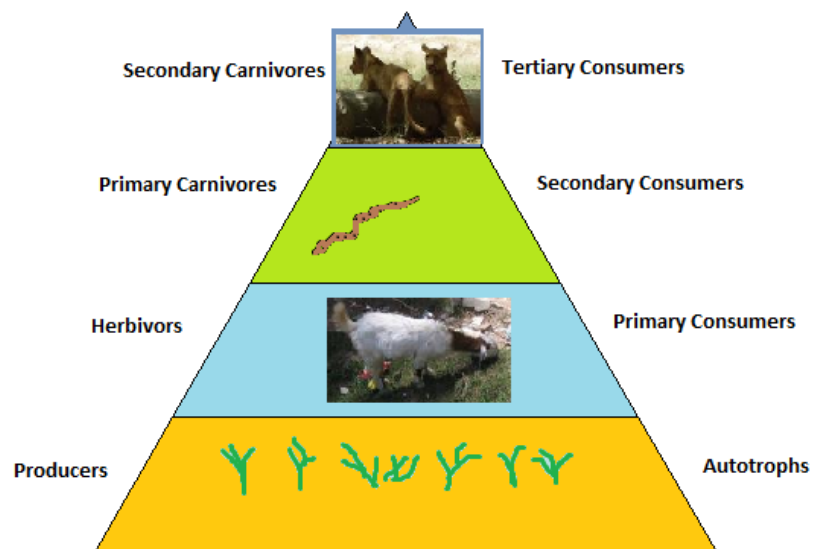 Secondary Carnivores
Tertiary Consumers
Primary Carnivores
Secondary Consumers
Herbivors
Primary Consumers
Producers
Autotrophs